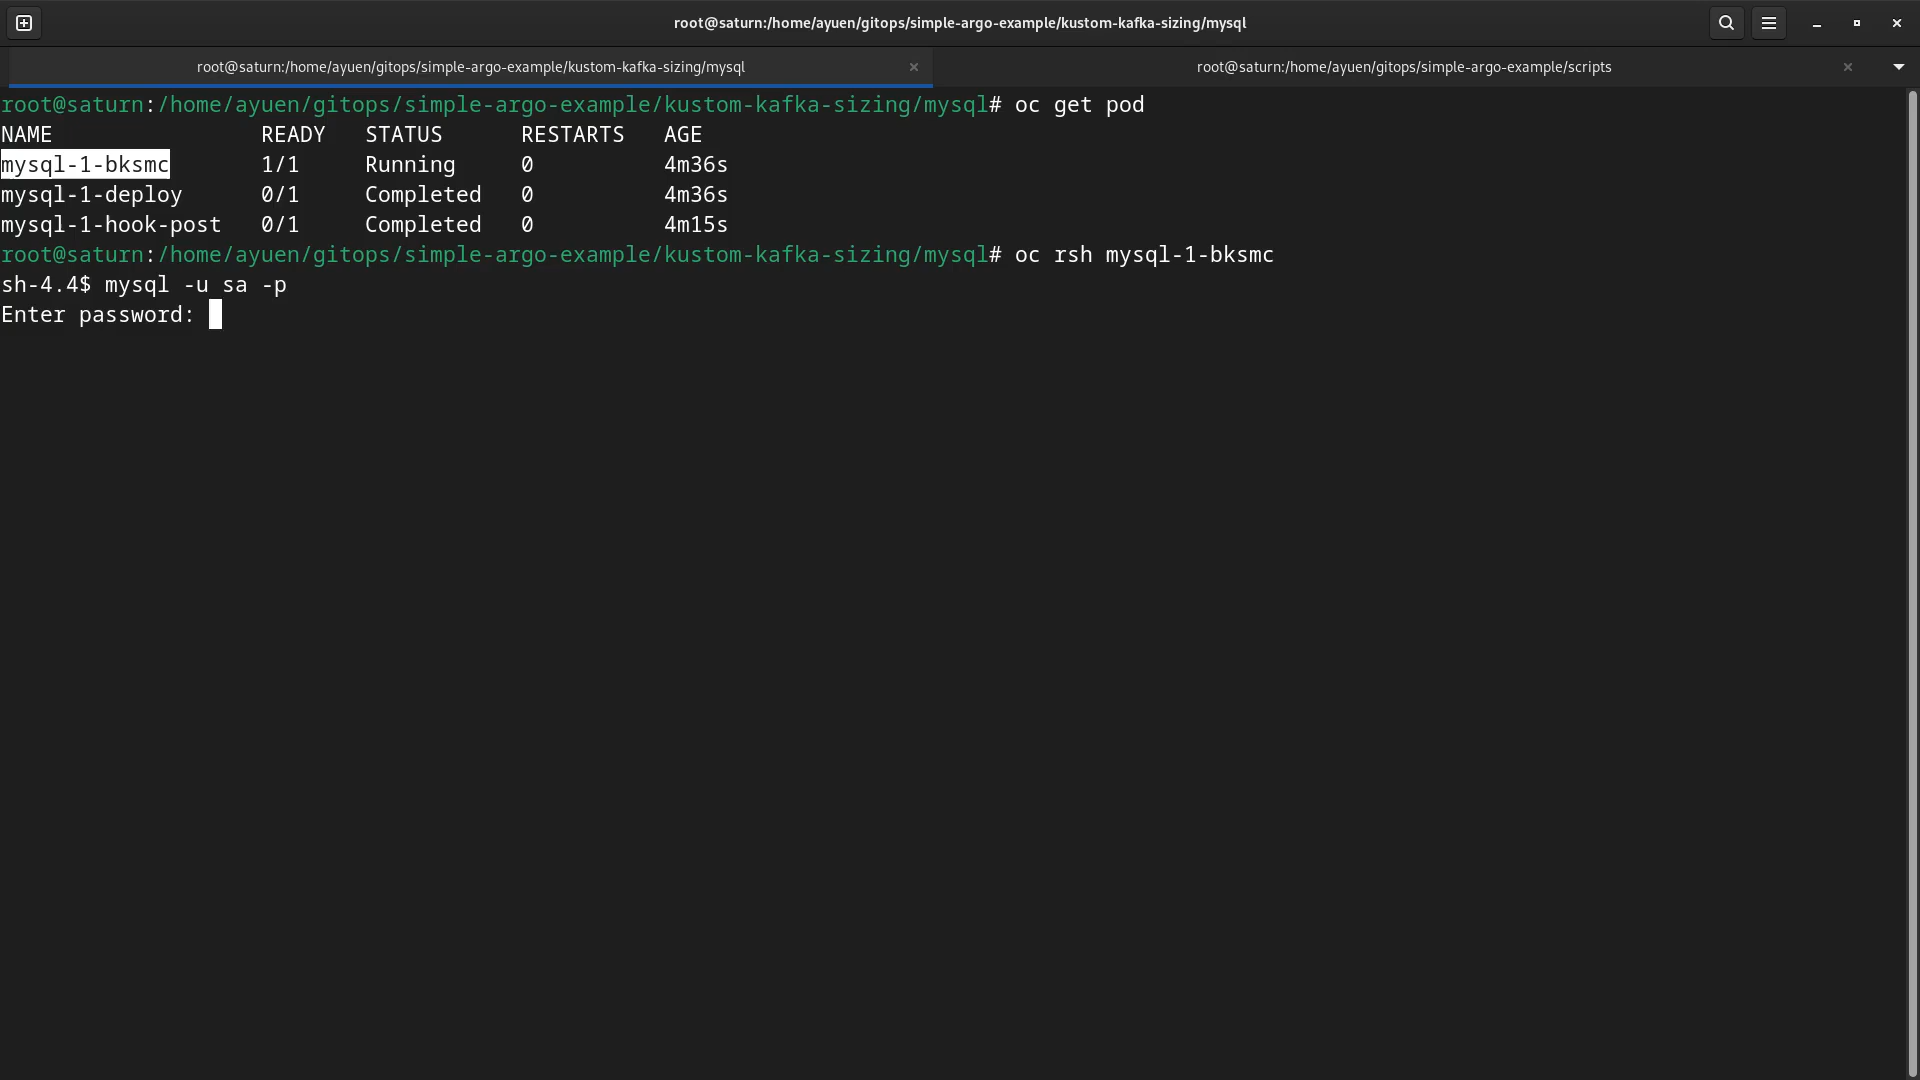 root@saturn:/home/ayuen/gitops/simple-argo-example/kustom-kafka-sizing/mysql
root@saturn:/home/ayuen/gitops/simple-argo-example/kustom-kafka-sizing/mysql
root@saturn:/home/ayuen/gitops/simple-argo-example/scripts
root@saturn:/home/ayuen/gitops/simple-argo-example/kustom-kafka-sizing/mysql# oc get pod
NAME READY STATUS RESTARTS AGE
mysql-1-bksmc 1/1 Running 0 4m36s
mysql-1-deploy 0/1 Completed 0 4m36s
mysql-1-hook-post 0/1 Completed 0 4m15s
root@saturn:/home/ayuen/gitops/simple-argo-example/kustom-kafka-sizing/mysql# oc rsh mysql-1-bksmc
sh-4.4$ mysql -u sa -p
Enter password: